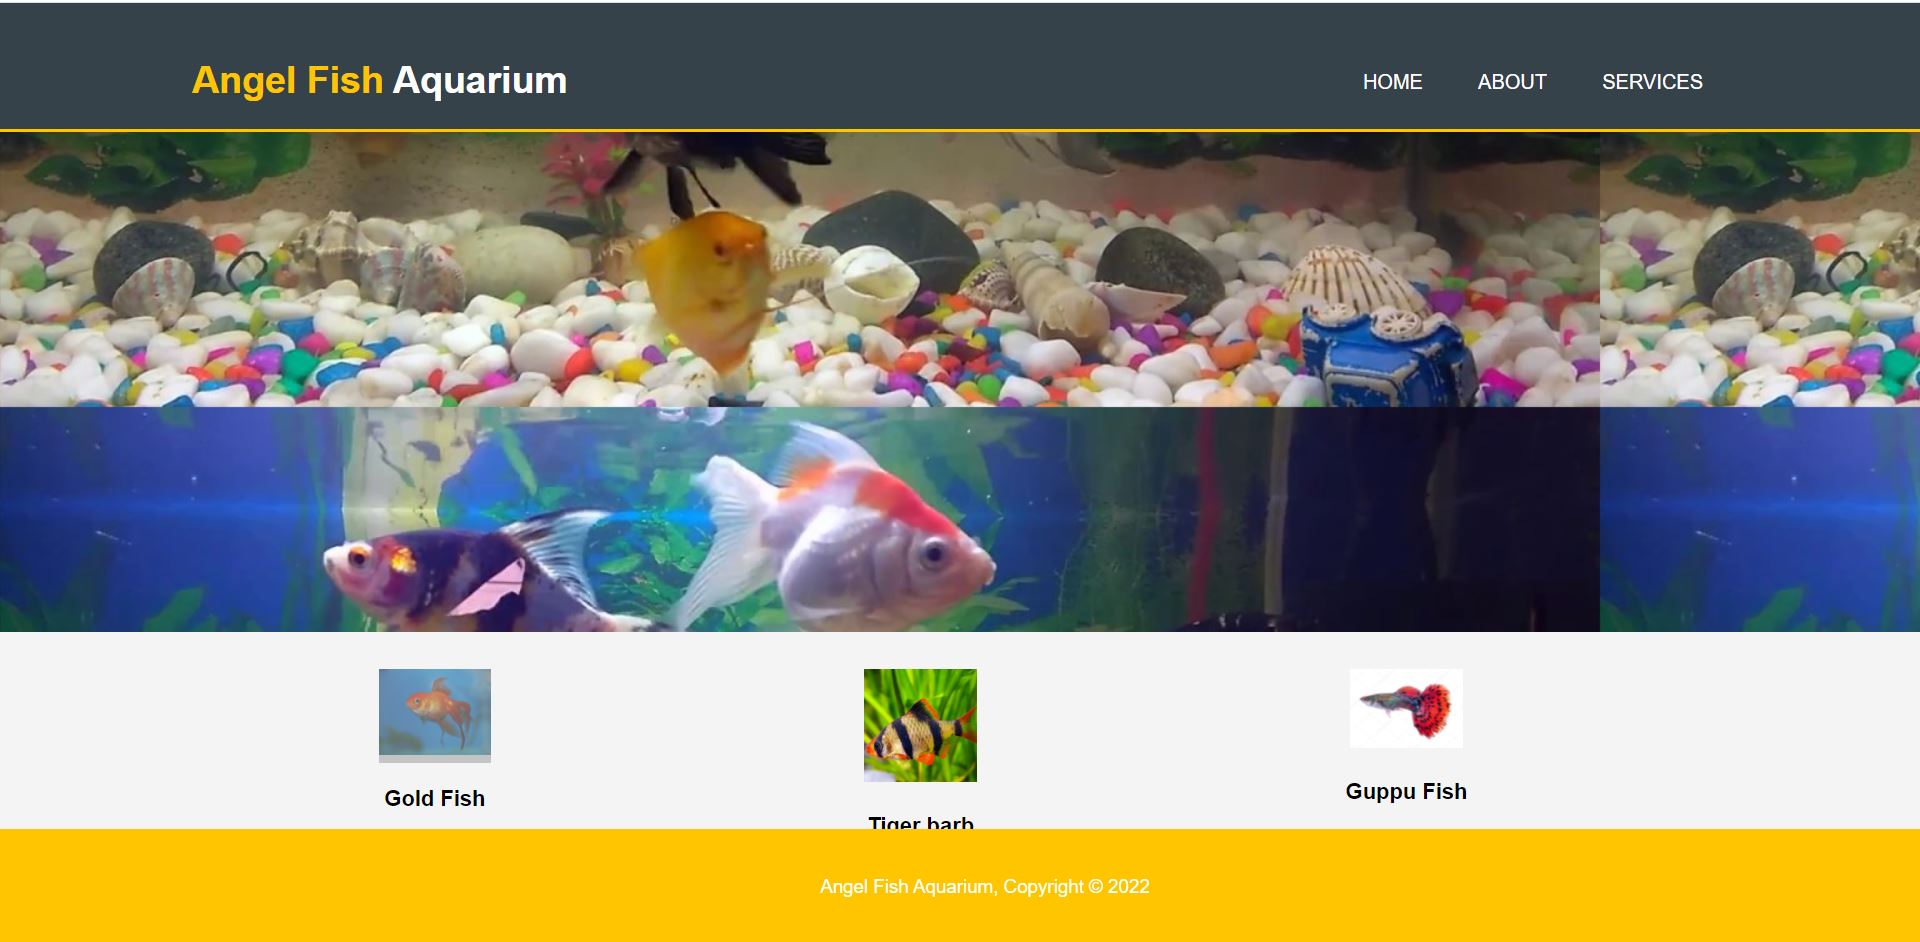 Angel Fish Aquarium
HOME ABOUT SERVICES
Gold Fish
Tiger barb
Guppu Fish
Angel Fish Aquarium, Copyright © 2022